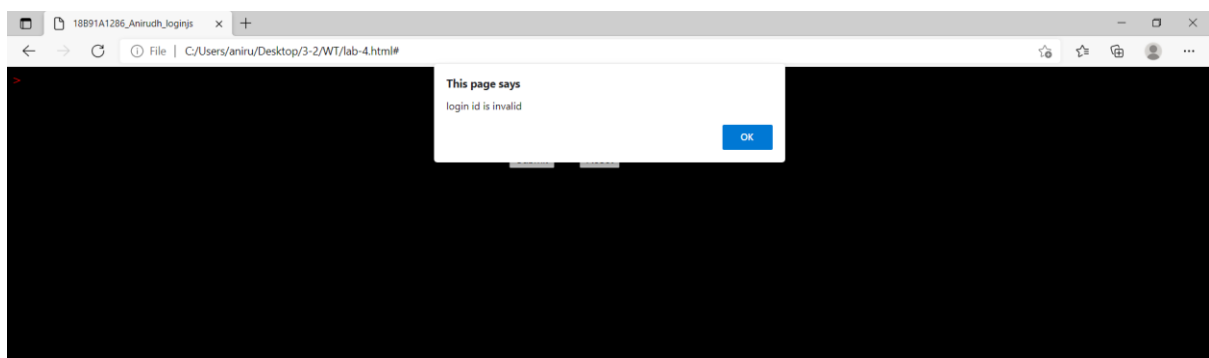 18B91A1286_Anirudh_loginjs
File | C:/Users/aniru/Desktop/3-2/WT/lab-4.html#
>
This page says
login id is invalid
OK